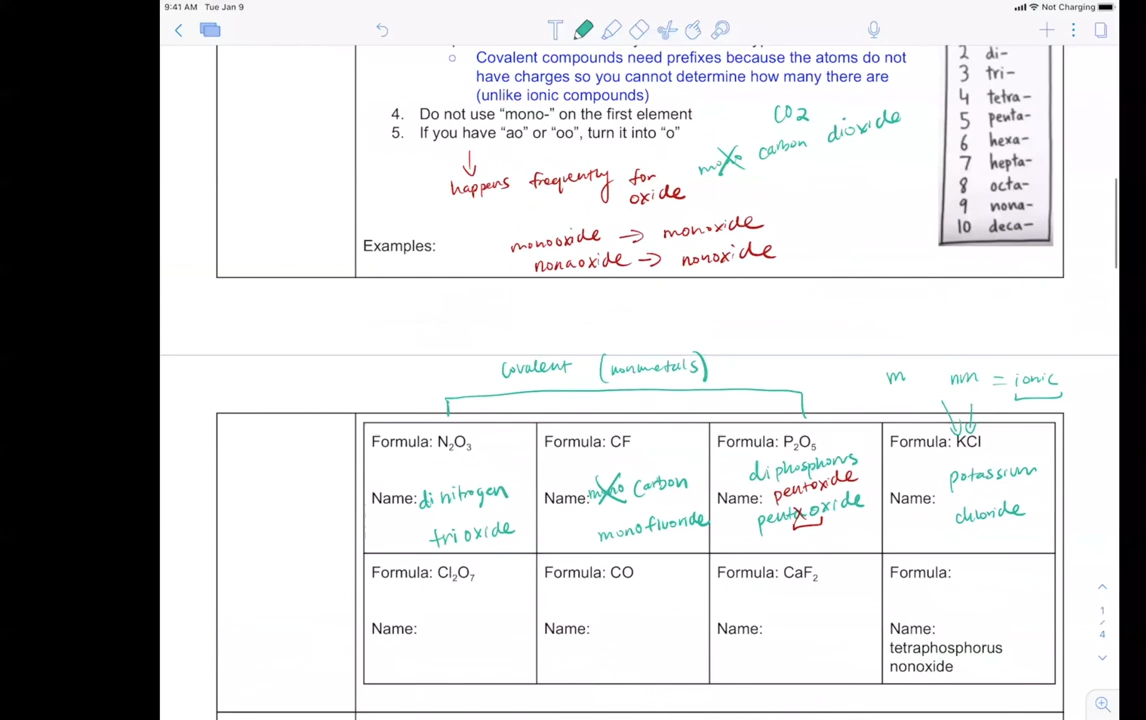 9:41 AM Tue Jan 9
Not Charging
Covalent compounds need prefixes because the atoms do not
have charges so you cannot determine how many there are
(unlike ionic compounds)
4. Do not use “mono-” on the first element
5. If you have “ao” or “oo”, turn it into “o”
CO2
mono carbon dioxide
happens frequently for
oxide
Examples:
monooxide → monoxide
nonaoxide → nonoxide
2 di-
3 tri-
4 tetra-
5 penta-
6 hexa-
7 hepta-
8 octa-
9 nona-
10 deca-
covalent (nonmetals)
m nm = ionic
Formula: N₂O₃
Name: dinitrogen
trioxide
Formula: CF
Name: mono carbon
monofluoride
Formula: P₂O₅
diphosphorus
Name: pentoxide
pentaoxide
Formula: KCl
potassium
Name:
chloride
Formula: Cl₂O₇
Name:
Formula: CO
Name:
Formula: CaF₂
Name:
Formula:
Name:
tetraphosphorus
nonoxide
1
/
4